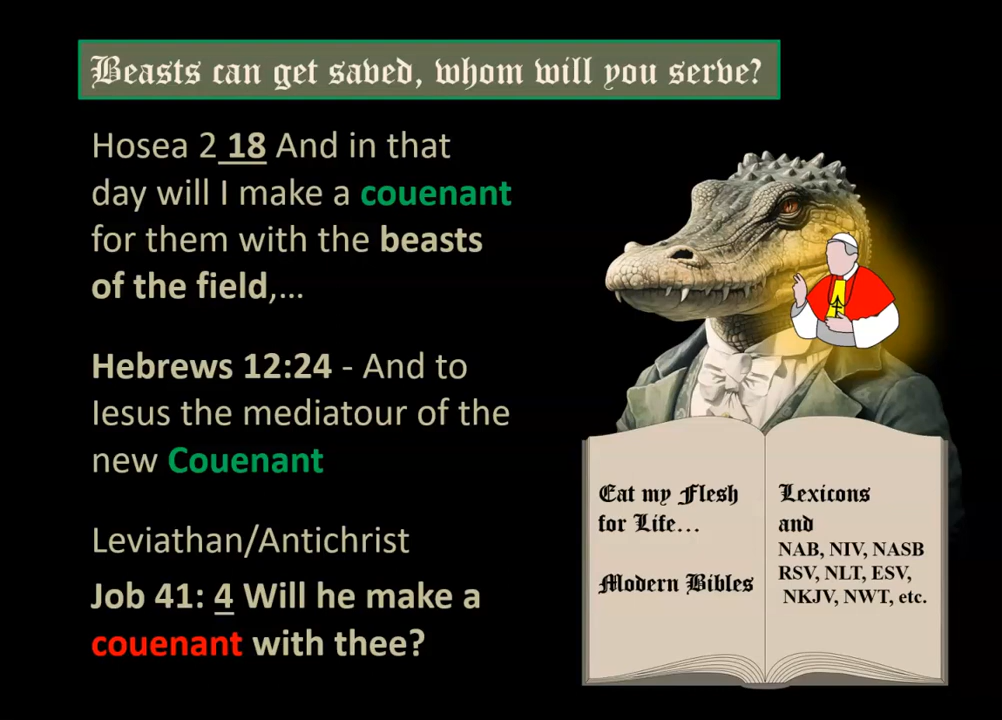 Beasts can get saved, whom will you serve?
Hosea 2 18 And in that
day will I make a couenant
for them with the beasts
of the field,...
Hebrews 12:24 - And to
Iesus the mediatour of the
new Couenant
Leviathan/Antichrist
Job 41: 4 Will he make a
couenant with thee?
Eat my Flesh
for Life...
Modern Bibles
Lexicons
and
NAB, NIV, NASB
RSV, NLT, ESV,
NKJV, NWT, etc.